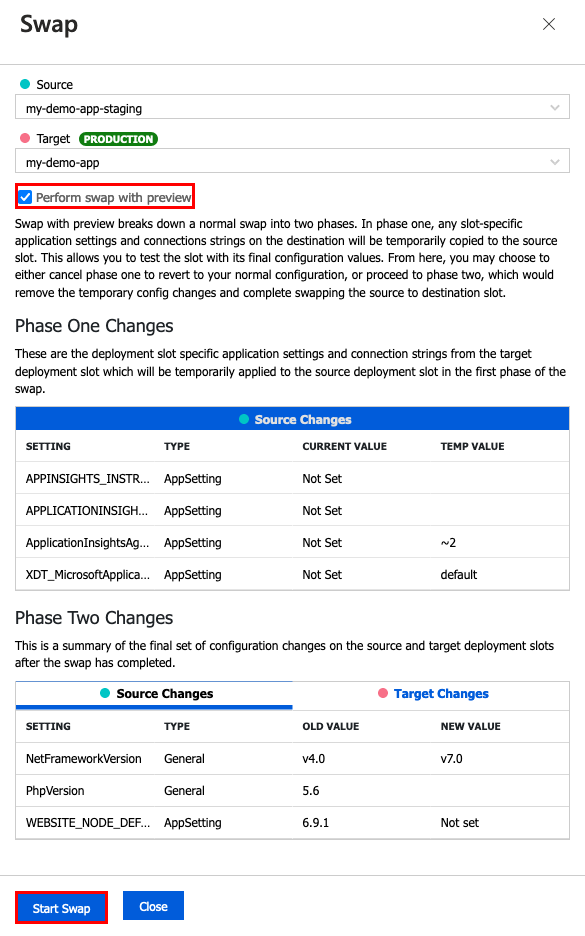 Swap
Source
my-demo-app-staging
Target PRODUCTION
my-demo-app
Perform swap with preview
Swap with preview breaks down a normal swap into two phases. In phase one, any slot-specific
application settings and connections strings on the destination will be temporarily copied to the source
slot. This allows you to test the slot with its final configuration values. From here, you may choose to
either cancel phase one to revert to your normal configuration, or proceed to phase two, which would
remove the temporary config changes and complete swapping the source to destination slot.
Phase One Changes
These are the deployment slot specific application settings and connection strings from the target
deployment slot which will be temporarily applied to the source deployment slot in the first phase of the
swap.
Source Changes
SETTING TYPE CURRENT VALUE TEMP VALUE
APPINSIGHTS_INSTR... AppSetting Not Set
APPLICATIONINSIGH... AppSetting Not Set
ApplicationInsightsAg... AppSetting Not Set ~2
XDT_MicrosoftApplica... AppSetting Not Set default
Phase Two Changes
This is a summary of the final set of configuration changes on the source and target deployment slots
after the swap has completed.
Source Changes Target Changes
SETTING TYPE OLD VALUE NEW VALUE
NetFrameworkVersion General v4.0 v7.0
PhpVersion General 5.6
WEBSITE_NODE_DEF... AppSetting 6.9.1 Not set
Start Swap Close